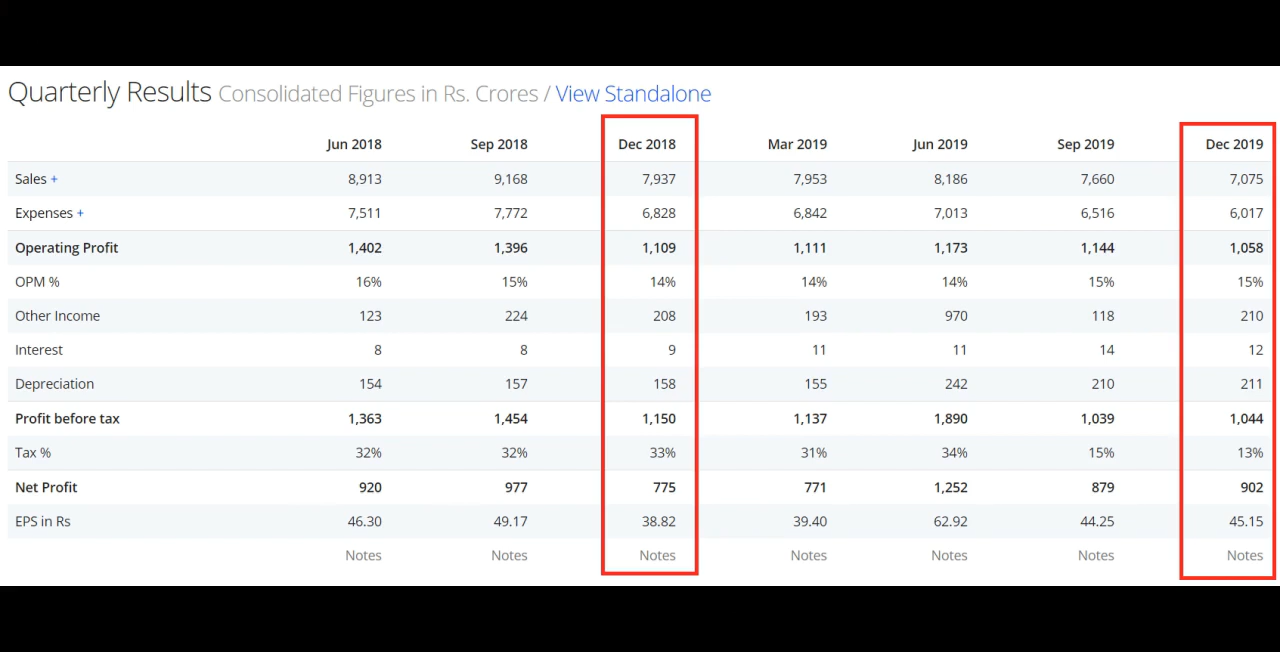 Quarterly Results Consolidated Figures in Rs. Crores / View Standalone
Jun 2018 Sep 2018 Dec 2018 Mar 2019 Jun 2019 Sep 2019 Dec 2019
Sales + 8,913 9,168 7,937 7,953 8,186 7,660 7,075
Expenses + 7,511 7,772 6,828 6,842 7,013 6,516 6,017
Operating Profit 1,402 1,396 1,109 1,111 1,173 1,144 1,058
OPM % 16% 15% 14% 14% 14% 15% 15%
Other Income 123 224 208 193 970 118 210
Interest 8 8 9 11 11 14 12
Depreciation 154 157 158 155 242 210 211
Profit before tax 1,363 1,454 1,150 1,137 1,890 1,039 1,044
Tax % 32% 32% 33% 31% 34% 15% 13%
Net Profit 920 977 775 771 1,252 879 902
EPS in Rs 46.30 49.17 38.82 39.40 62.92 44.25 45.15
Notes Notes Notes Notes Notes Notes Notes